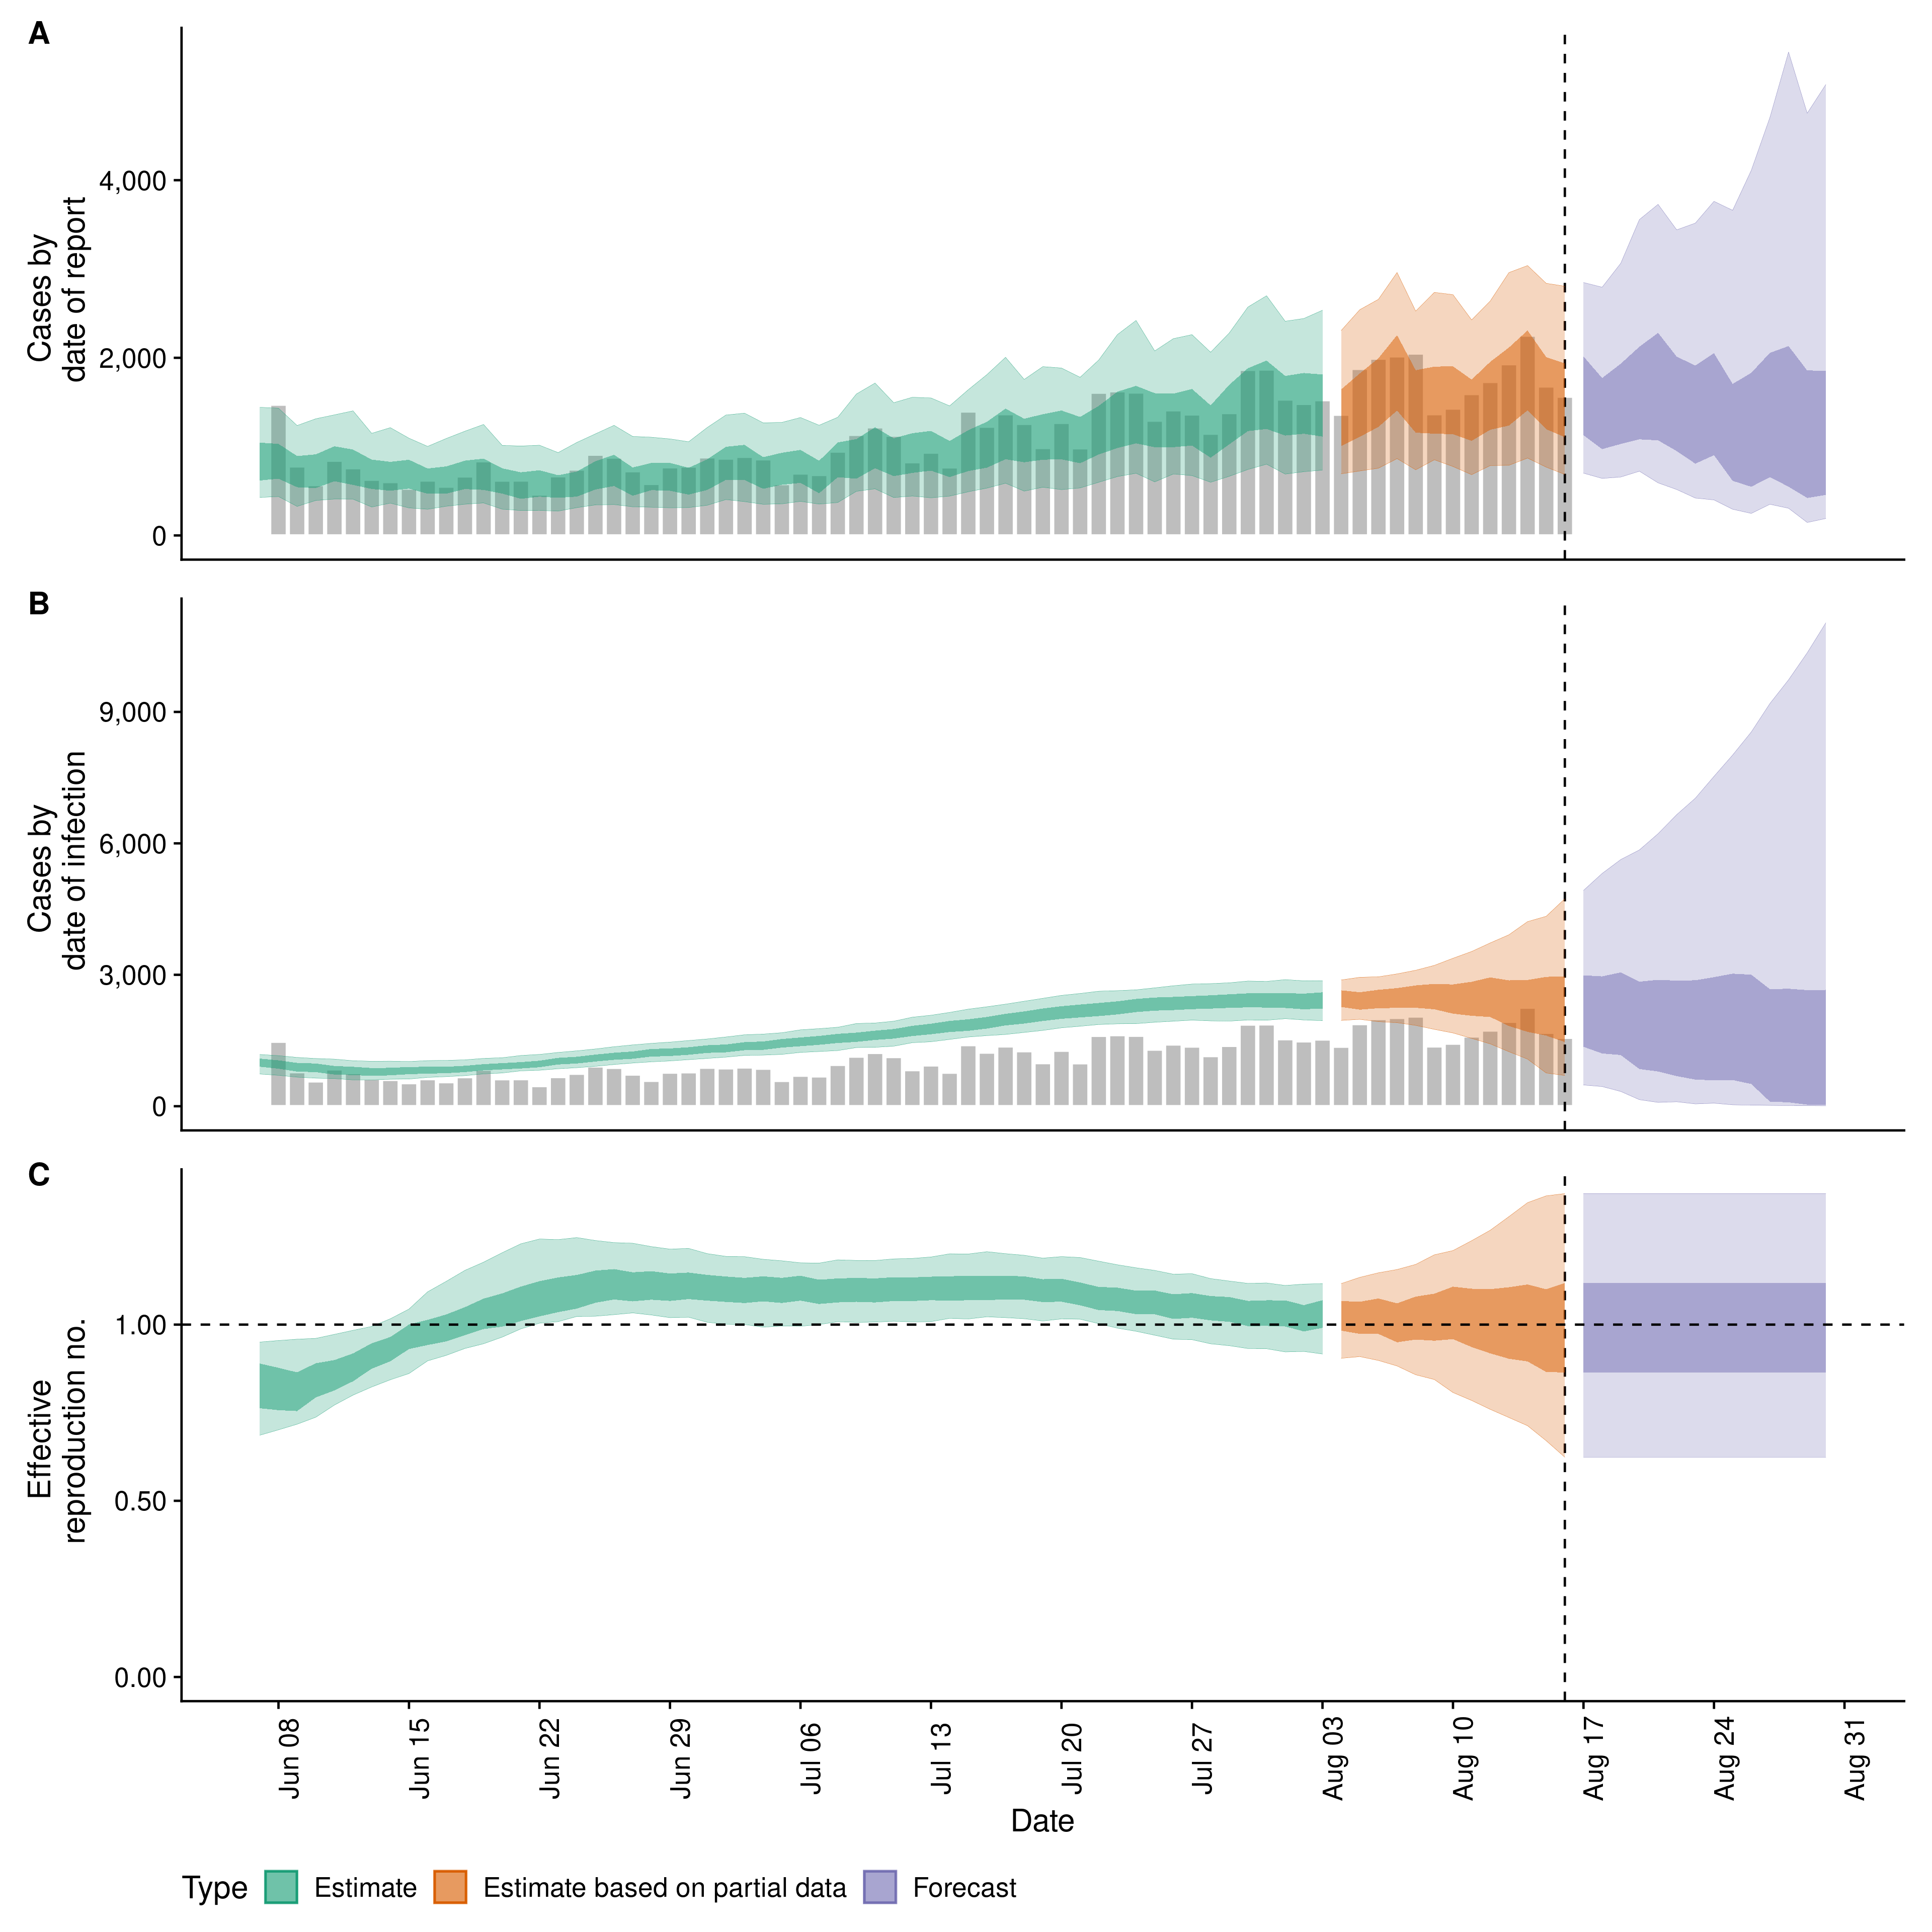 A
Cases by
date of report
4,000
2,000
0
B
Cases by
date of infection
9,000
6,000
3,000
0
C
Effective
reproduction no.
1.00
0.50
0.00
Jun 08
Jun 15
Jun 22
Jun 29
Jul 06
Jul 13
Jul 20
Jul 27
Aug 03
Aug 10
Aug 17
Aug 24
Aug 31
Date
Type Estimate Estimate based on partial data Forecast